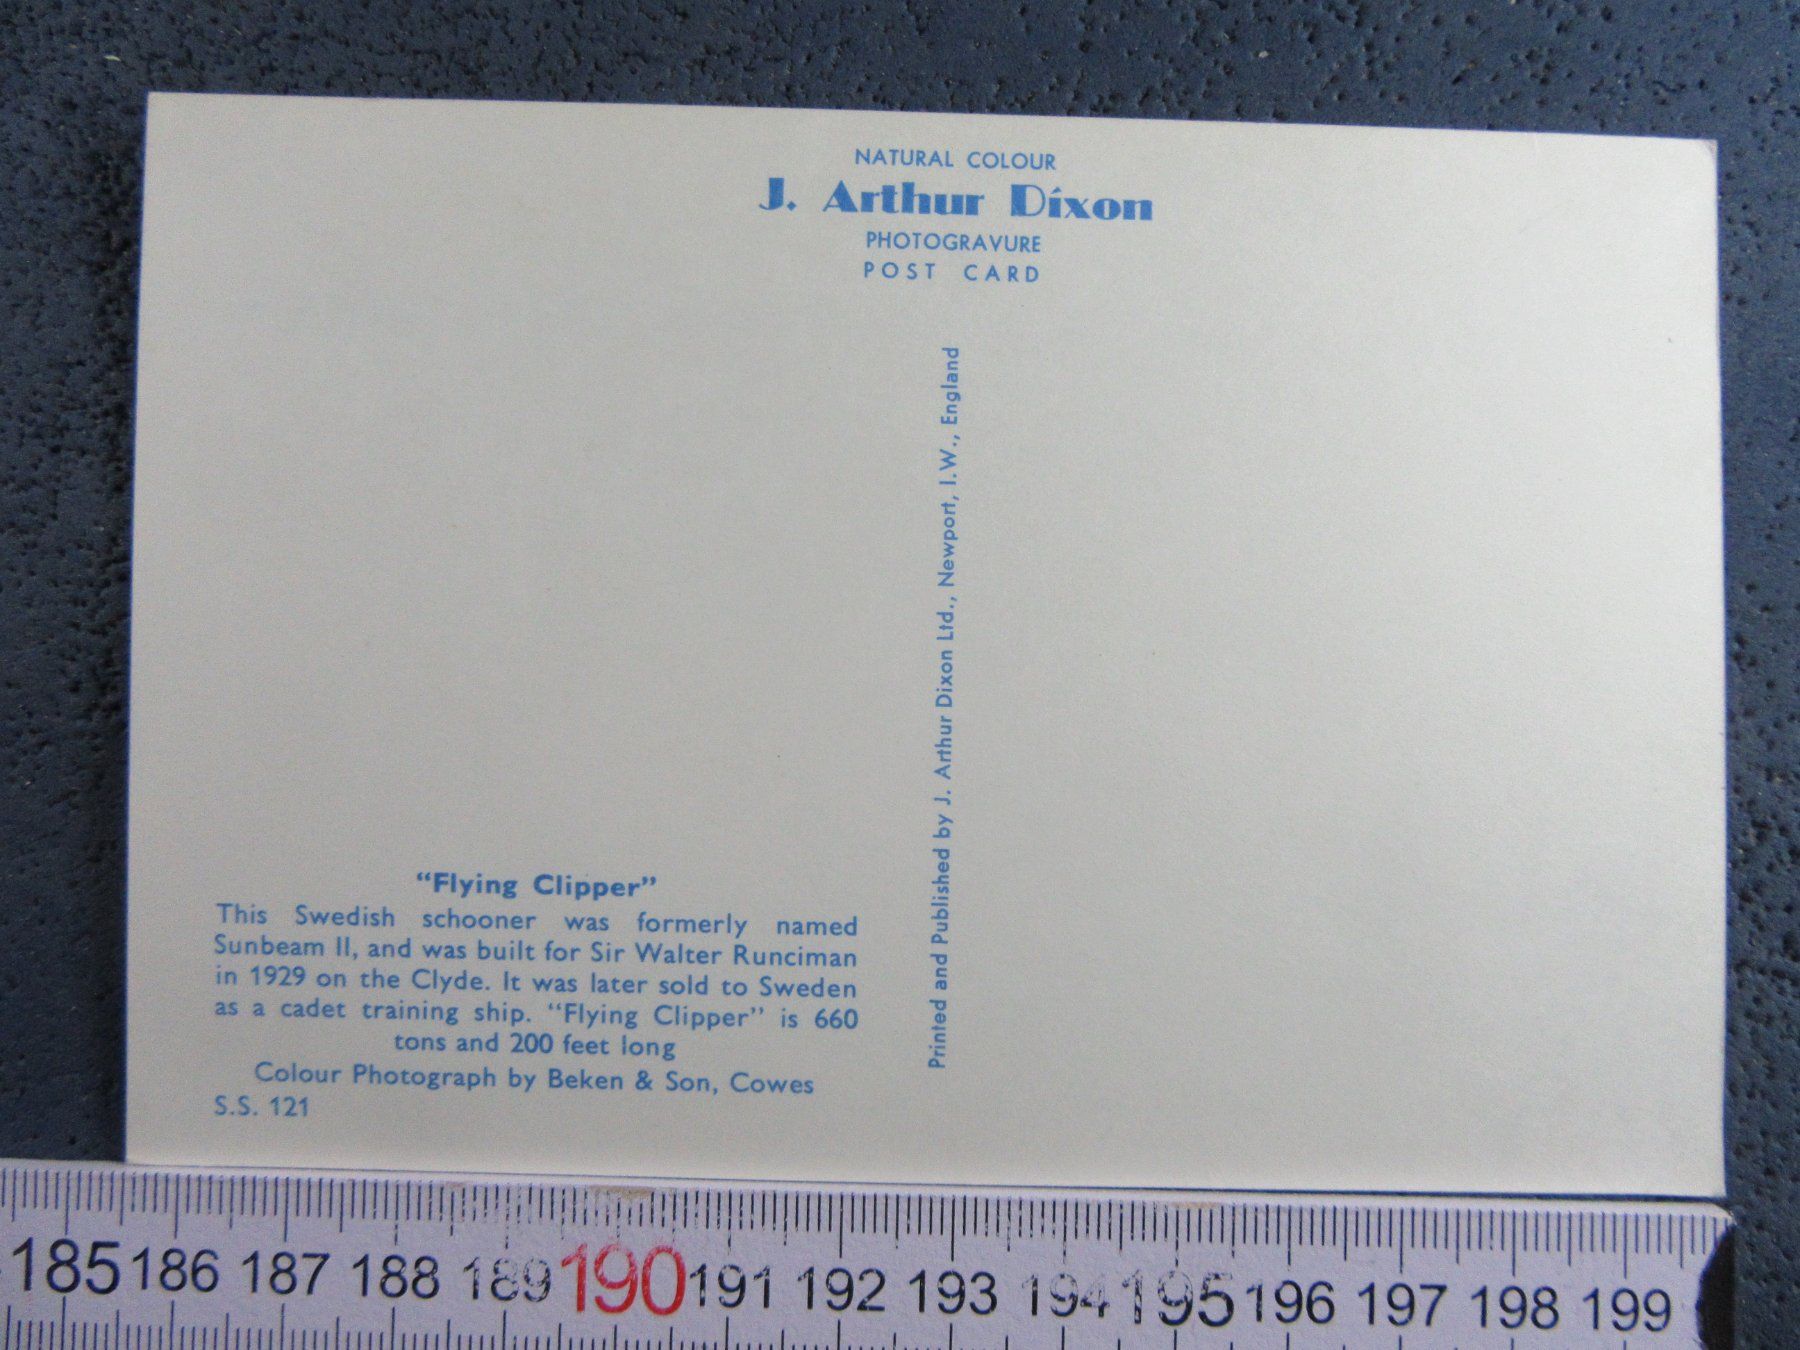 NATURAL COLOUR
J. Arthur Dixon
PHOTOGRAVURE
POST CARD
Printed and Published by J. Arthur Dixon Ltd., Newport, I.W., England
“Flying Clipper”
This Swedish schooner was formerly named
Sunbeam II, and was built for Sir Walter Runciman
in 1929 on the Clyde. It was later sold to Sweden
as a cadet training ship. “Flying Clipper” is 660
tons and 200 feet long
Colour Photograph by Beken & Son, Cowes
S.S. 121
185 186 187 188 189 190 191 192 193 194 195 196 197 198 199